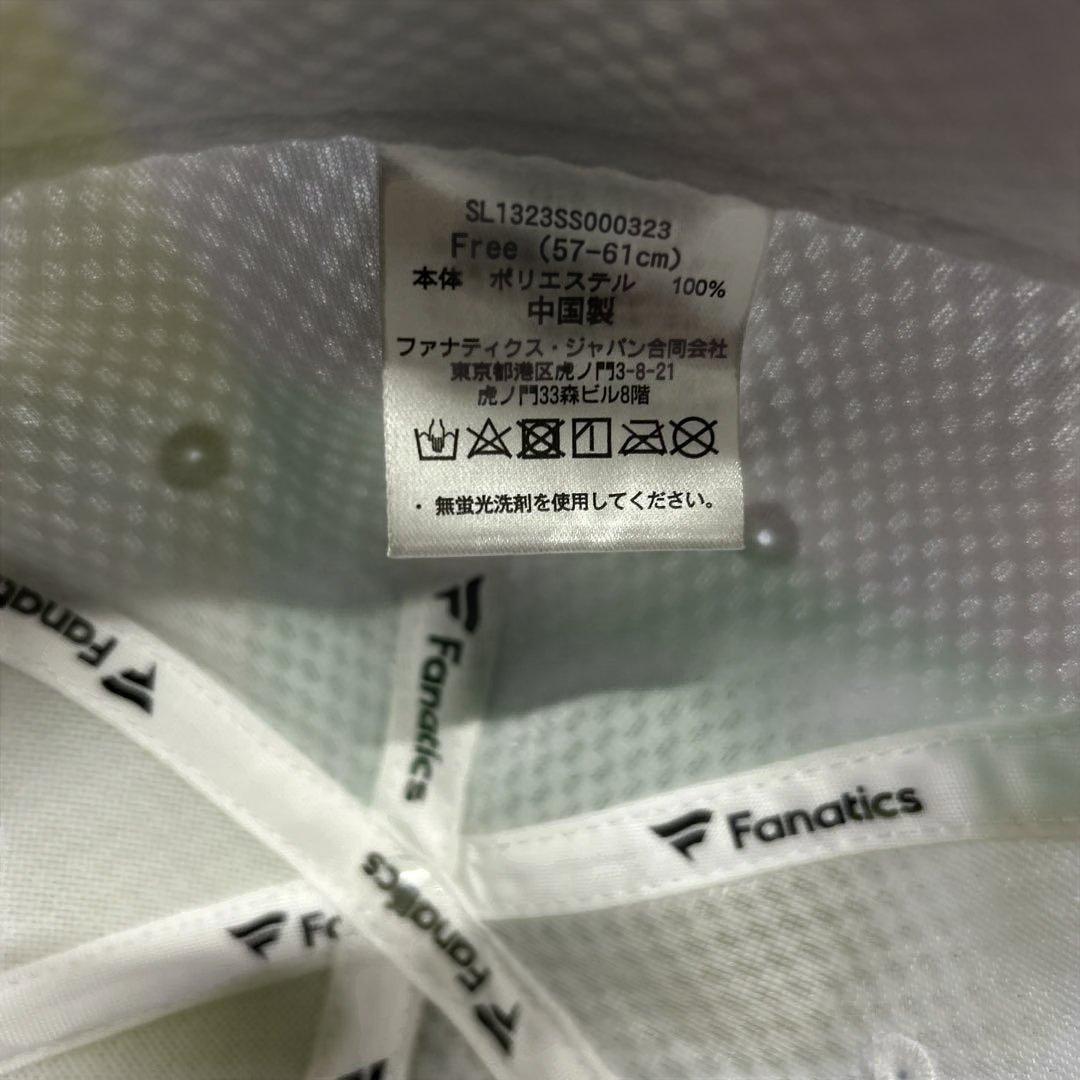 SL1323SS000323
Free (57-61cm)
本体 ポリエステル 100%
中国製
ファナティクス・ジャパン合同会社
東京都港区虎ノ門3-8-21
虎ノ門33森ビル8階
・ 無蛍光洗剤を使用してください。
Fanatics
Fanatics
Fanatics
Fanatics